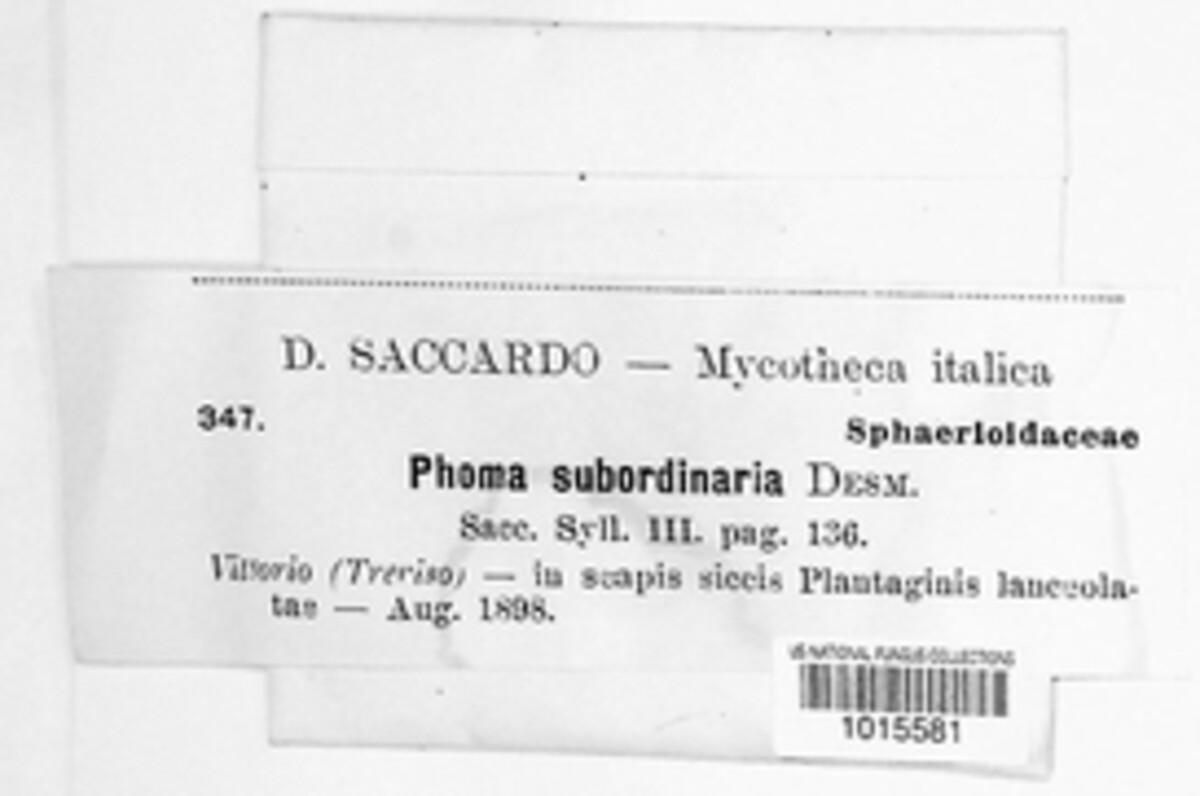 D. SACCARDO — Mycotheca italica
347.
Sphaerioidaceae
Phoma subordinaria DESM.
Sacc. Syll. III. pag. 136.
Vittorio (Treviso) — in scapis siccis Plantaginis lanceola-
tae — Aug. 1898.
US NATIONAL FUNGUS COLLECTIONS
1015581